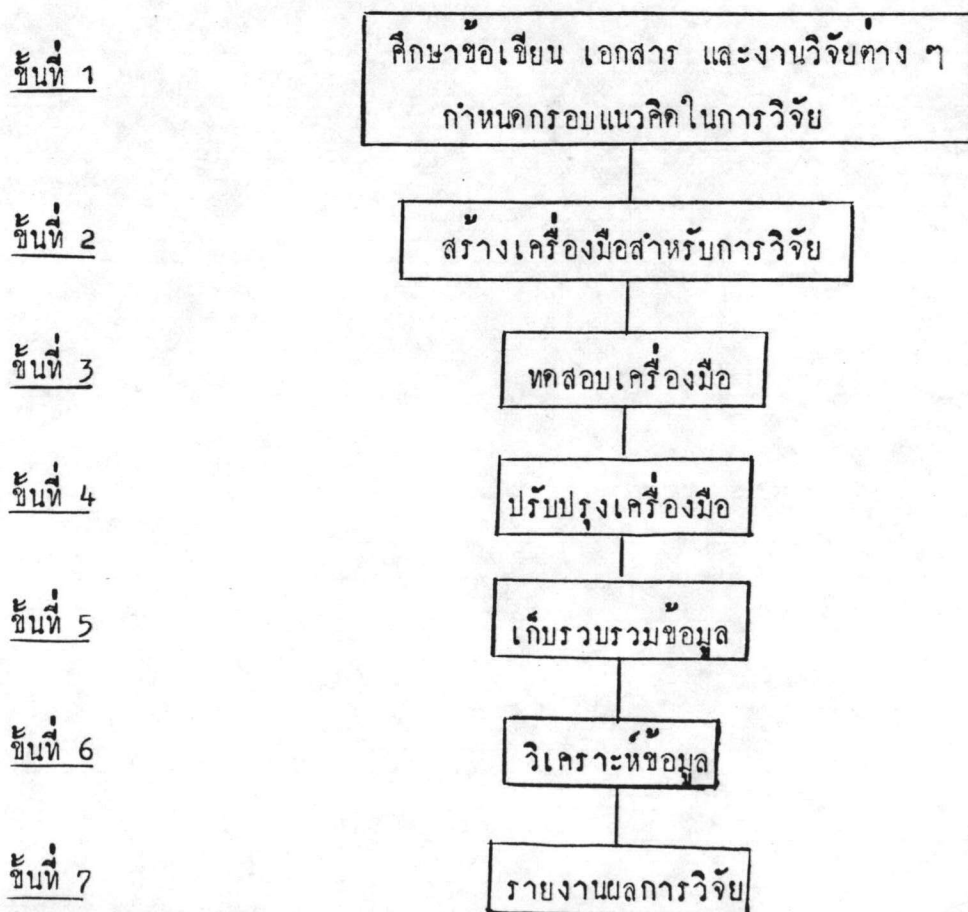 ขั้นที่ 1
ศึกษาข้อเขียน เอกสาร และงานวิจัยต่าง ๆ
กำหนดกรอบแนวคิดในการวิจัย
ขั้นที่ 2
สร้างเครื่องมือสำหรับการวิจัย
ขั้นที่ 3
ทดสอบเครื่องมือ
ขั้นที่ 4
ปรับปรุงเครื่องมือ
ขั้นที่ 5
เก็บรวบรวมข้อมูล
ขั้นที่ 6
วิเคราะห์ข้อมูล
ขั้นที่ 7
รายงานผลการวิจัย